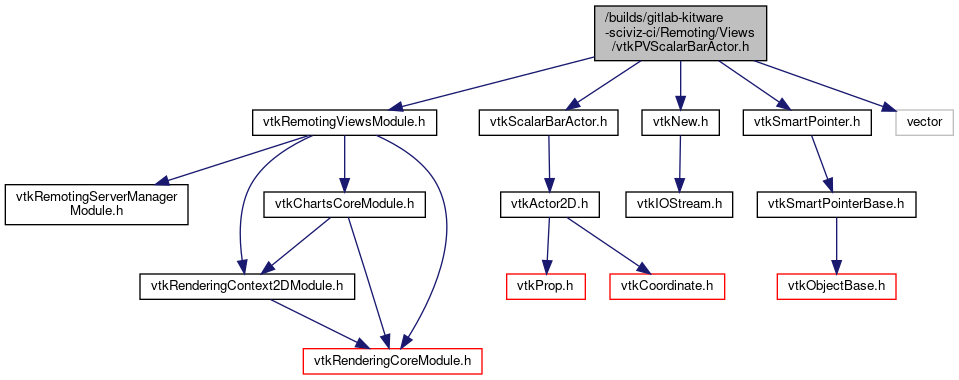 /builds/gitlab-kitware
-sciviz-ci/Remoting/Views
/vtkPVScalarBarActor.h
vtkRemotingViewsModule.h
vtkScalarBarActor.h
vtkNew.h
vtkSmartPointer.h
vector
vtkRemotingServerManager
Module.h
vtkChartsCoreModule.h
vtkActor2D.h
vtkIOStream.h
vtkSmartPointerBase.h
vtkRenderingContext2DModule.h
vtkProp.h
vtkCoordinate.h
vtkObjectBase.h
vtkRenderingCoreModule.h